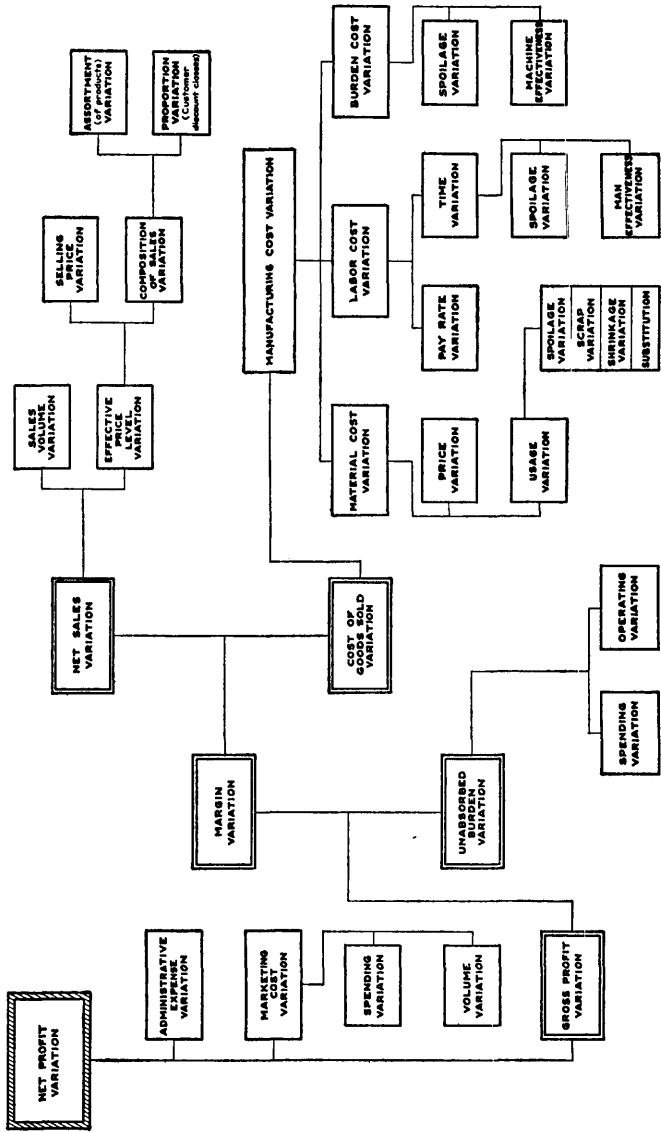 NET PROFIT
VARIATION
ADMINISTRATIVE
EXPENSE
VARIATION
MARKETING
COST
VARIATION
SPENDING
VARIATION
VOLUME
VARIATION
GROSS PROFIT
VARIATION
MARGIN
VARIATION
UNABSORBED
BURDEN
VARIATION
SPENDING
VARIATION
OPERATING
VARIATION
NET SALES
VARIATION
COST OF
GOODS SOLD
VARIATION
SALES
VOLUME
VARIATION
EFFECTIVE
PRICE
LEVEL
VARIATION
SELLING
PRICE
VARIATION
COMPOSITION
OF SALES
VARIATION
ASSORTMENT
(of products)
VARIATION
PROPORTION
VARIATION
(Customer
discount classes)
MANUFACTURING COST VARIATION
MATERIAL COST
VARIATION
PRICE
VARIATION
USAGE
VARIATION
SPOILAGE
VARIATION
SCRAP
VARIATION
SHRINKAGE
VARIATION
SUBSTITUTION
LABOR COST
VARIATION
PAY RATE
VARIATION
TIME
VARIATION
SPOILAGE
VARIATION
MAN
EFFECTIVENESS
VARIATION
BURDEN COST
VARIATION
SPOILAGE
VARIATION
MACHINE
EFFECTIVENESS
VARIATION